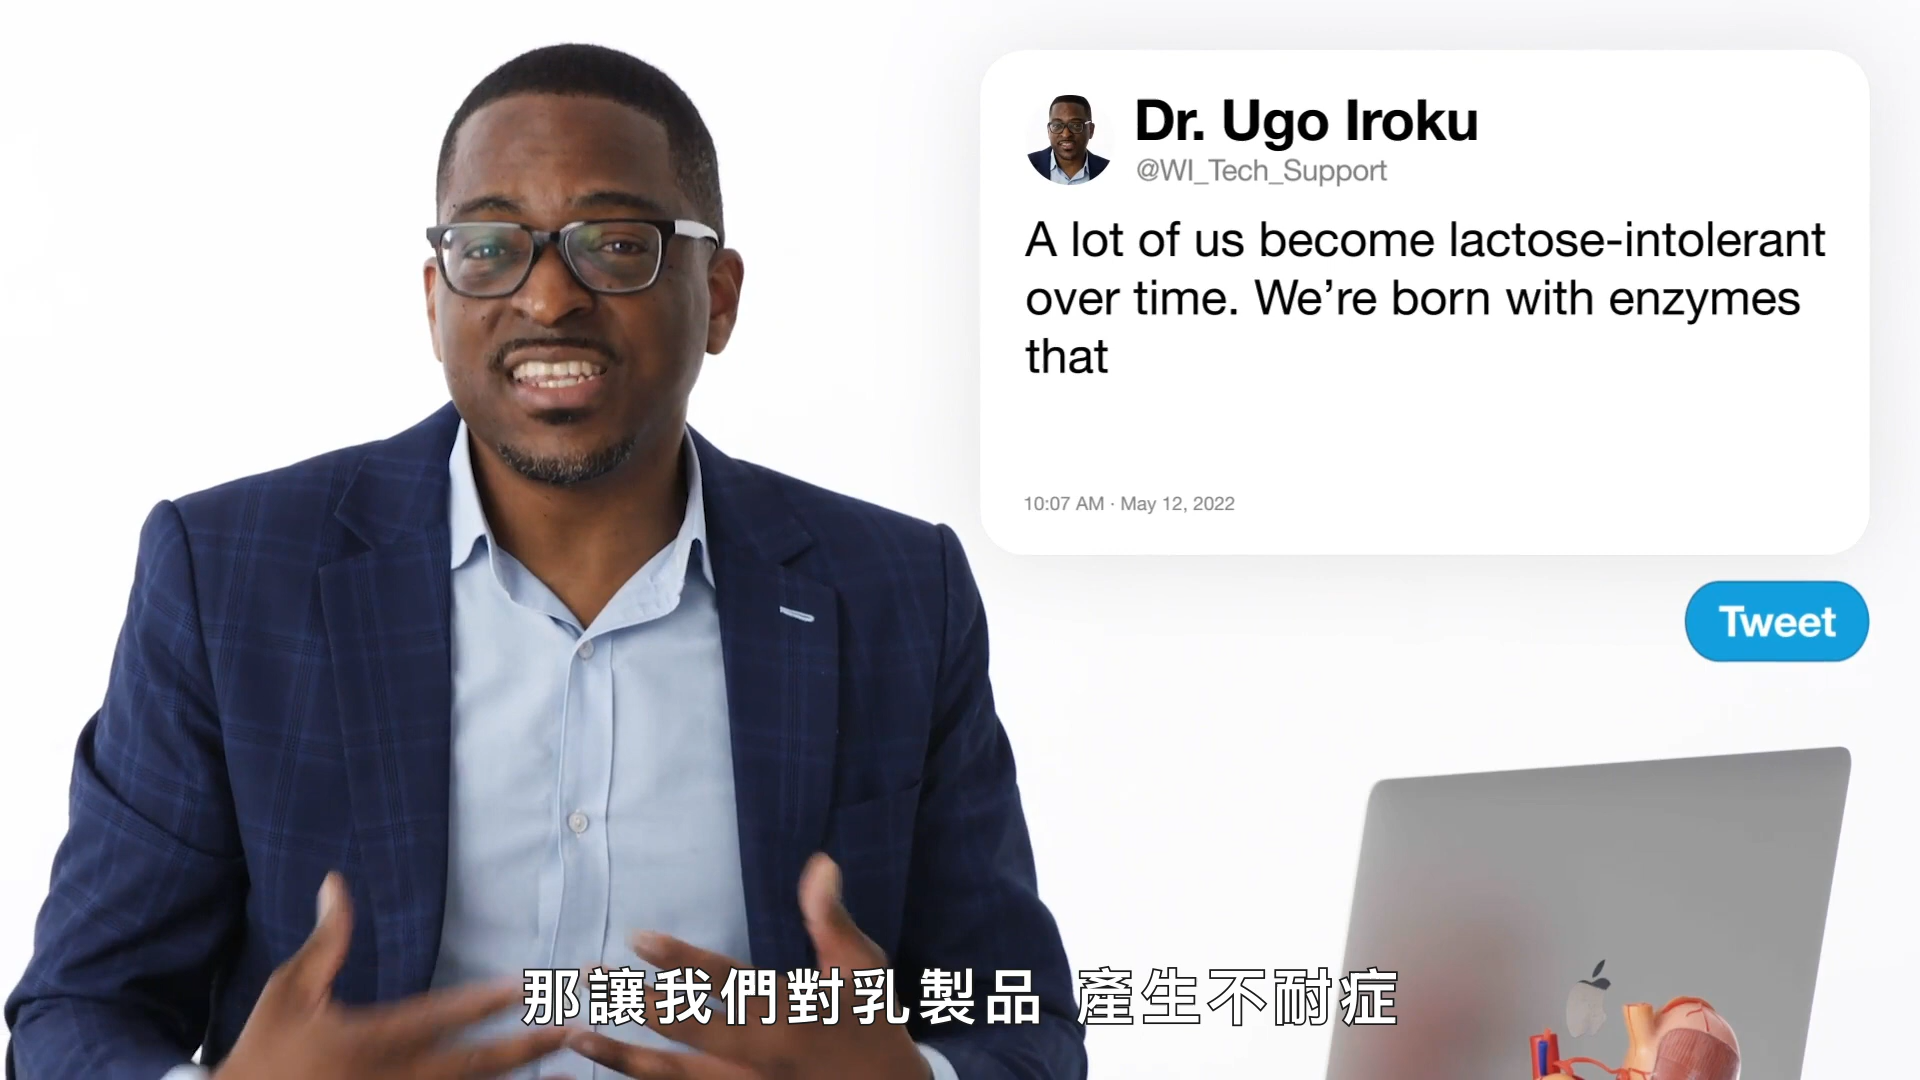 Dr. Ugo Iroku
@WI_Tech_Support
A lot of us become lactose-intolerant
over time. We’re born with enzymes
that
10:07 AM · May 12, 2022
Tweet
那讓我們對乳製品 產生不耐症